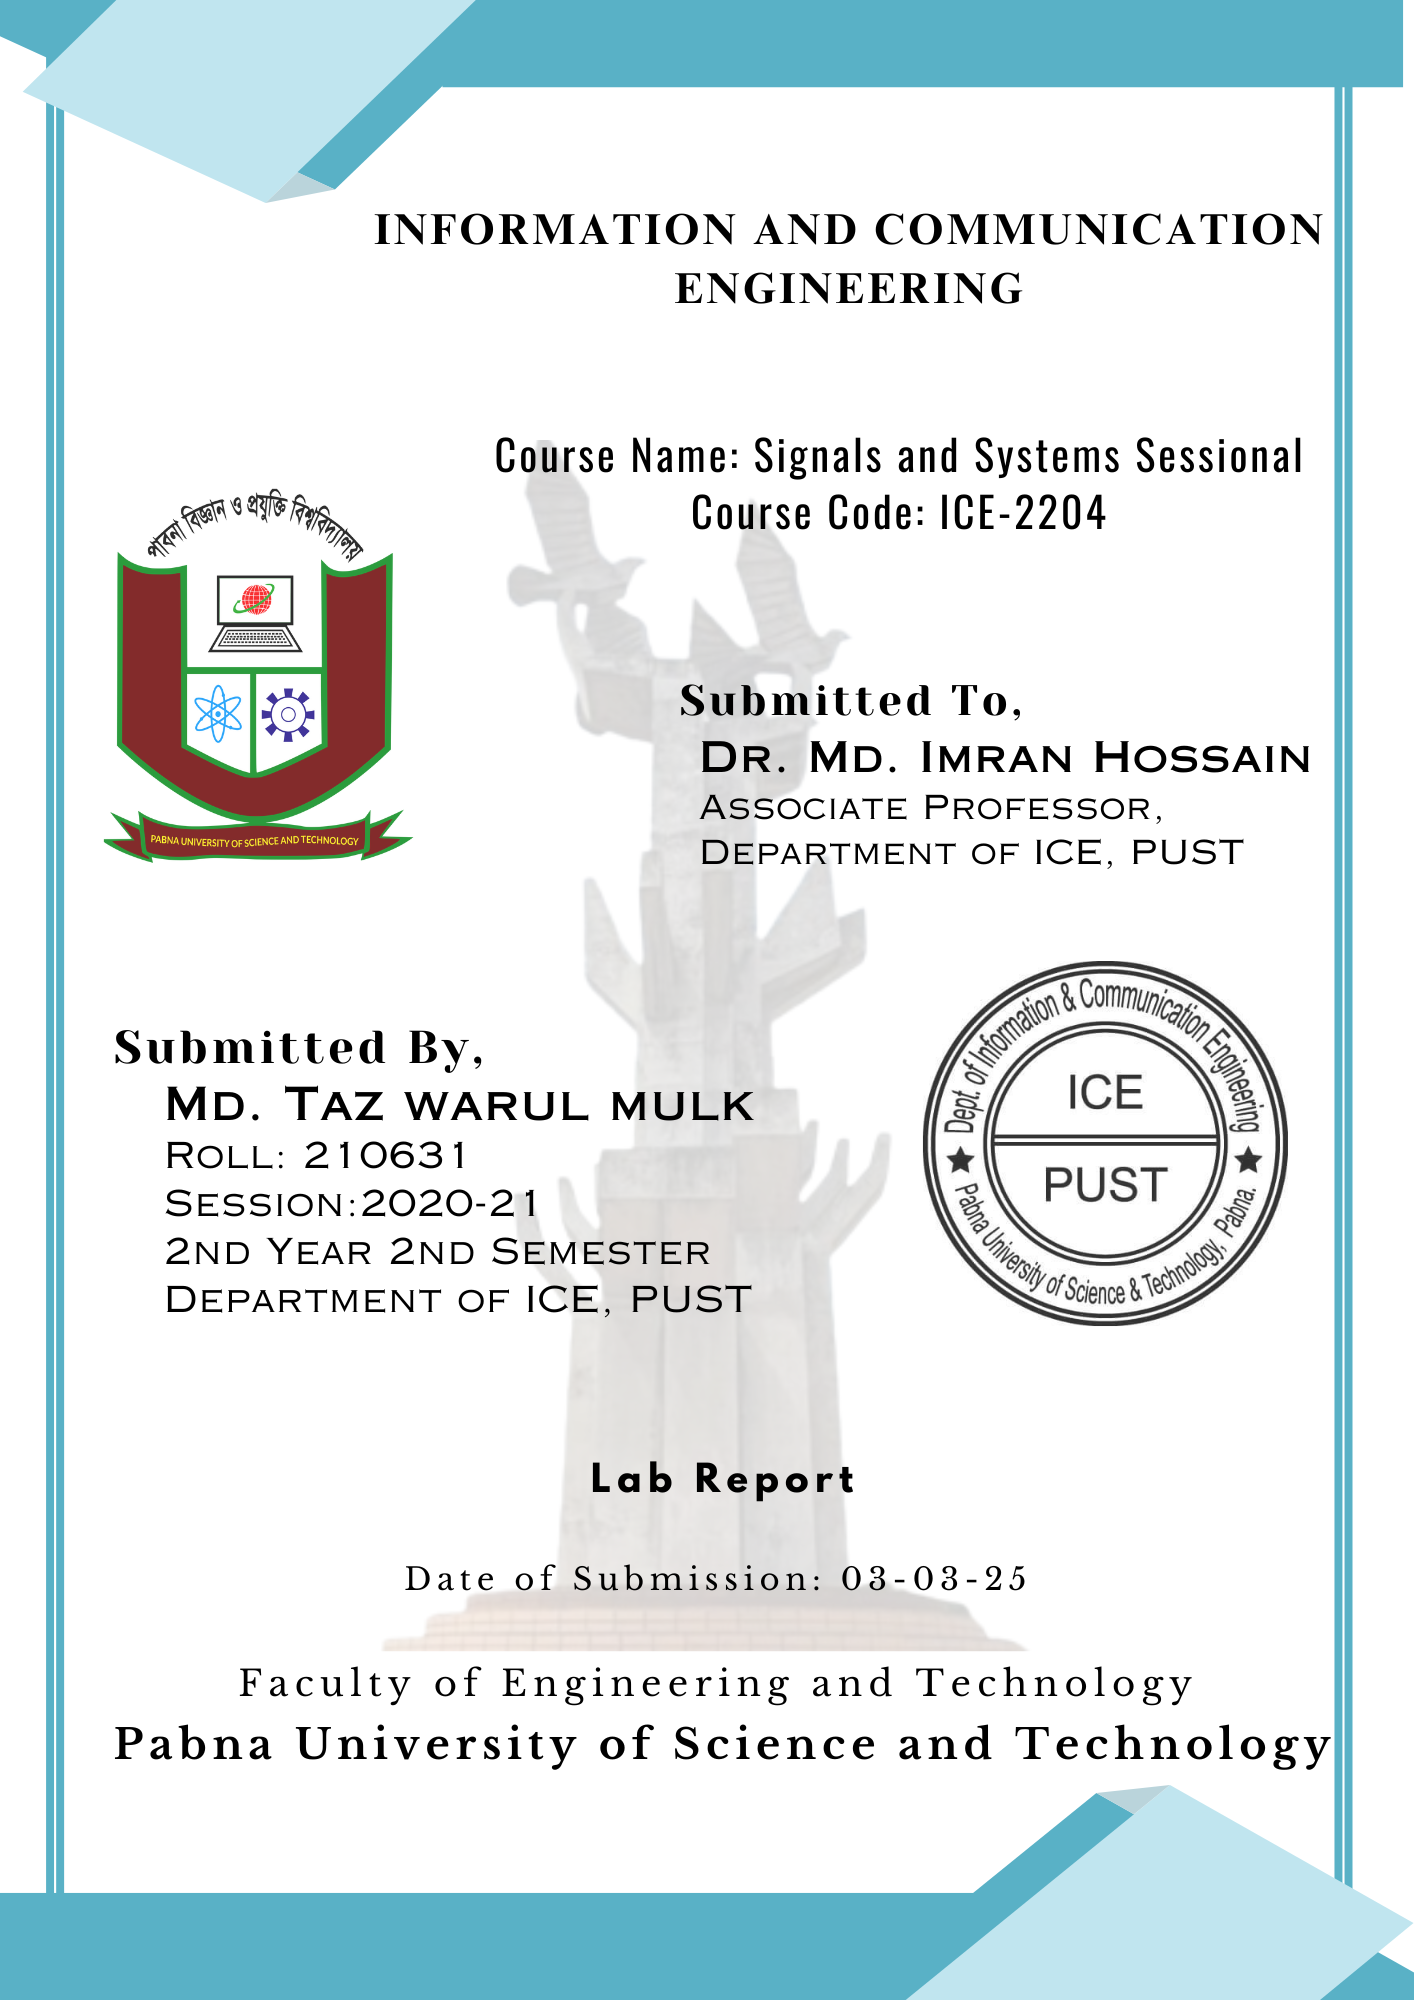 INFORMATION AND COMMUNICATION
ENGINEERING
Course Name: Signals and Systems Sessional
Course Code: ICE-2204
পাবনা বিজ্ঞান ও প্রযুক্তি বিশ্ববিদ্যালয়
PABNA UNIVERSITY OF SCIENCE AND TECHNOLOGY
Submitted To,
DR. MD. IMRAN HOSSAIN
ASSOCIATE PROFESSOR,
DEPARTMENT OF ICE, PUST
Submitted By,
MD. TAZ WARUL MULK
ROLL: 210631
SESSION:2020-21
2ND YEAR 2ND SEMESTER
DEPARTMENT OF ICE, PUST
Dept. of Information & Communication Engineering
ICE
PUST
Pabna University of Science & Technology, Pabna.
Lab Report
Date of Submission: 03-03-25
Faculty of Engineering and Technology
Pabna University of Science and Technology